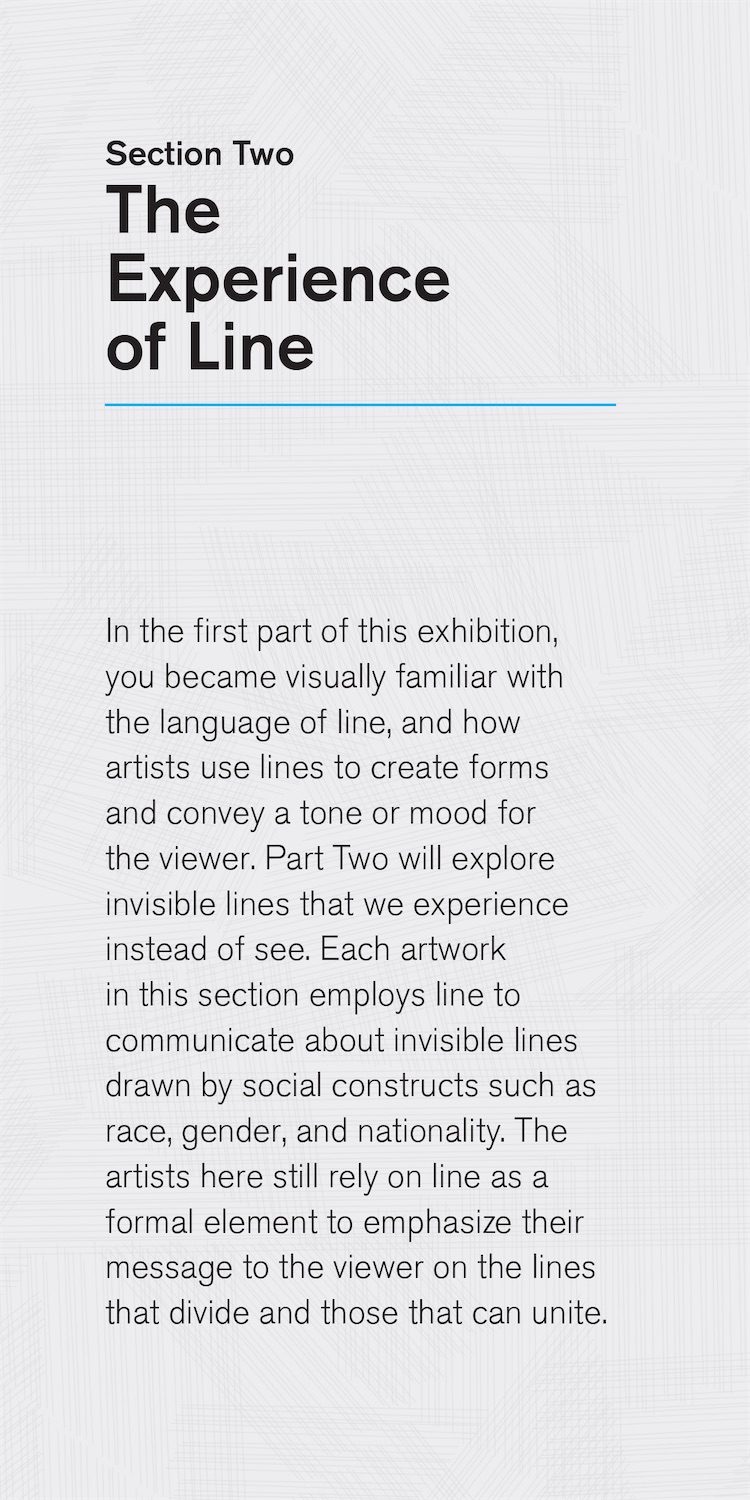 Section Two
The
Experience
of Line
In the first part of this exhibition,
you became visually familiar with
the language of line, and how
artists use lines to create forms
and convey a tone or mood for
the viewer. Part Two will explore
invisible lines that we experience
instead of see. Each artwork
in this section employs line to
communicate about invisible lines
drawn by social constructs such as
race, gender, and nationality. The
artists here still rely on line as a
formal element to emphasize their
message to the viewer on the lines
that divide and those that can unite.